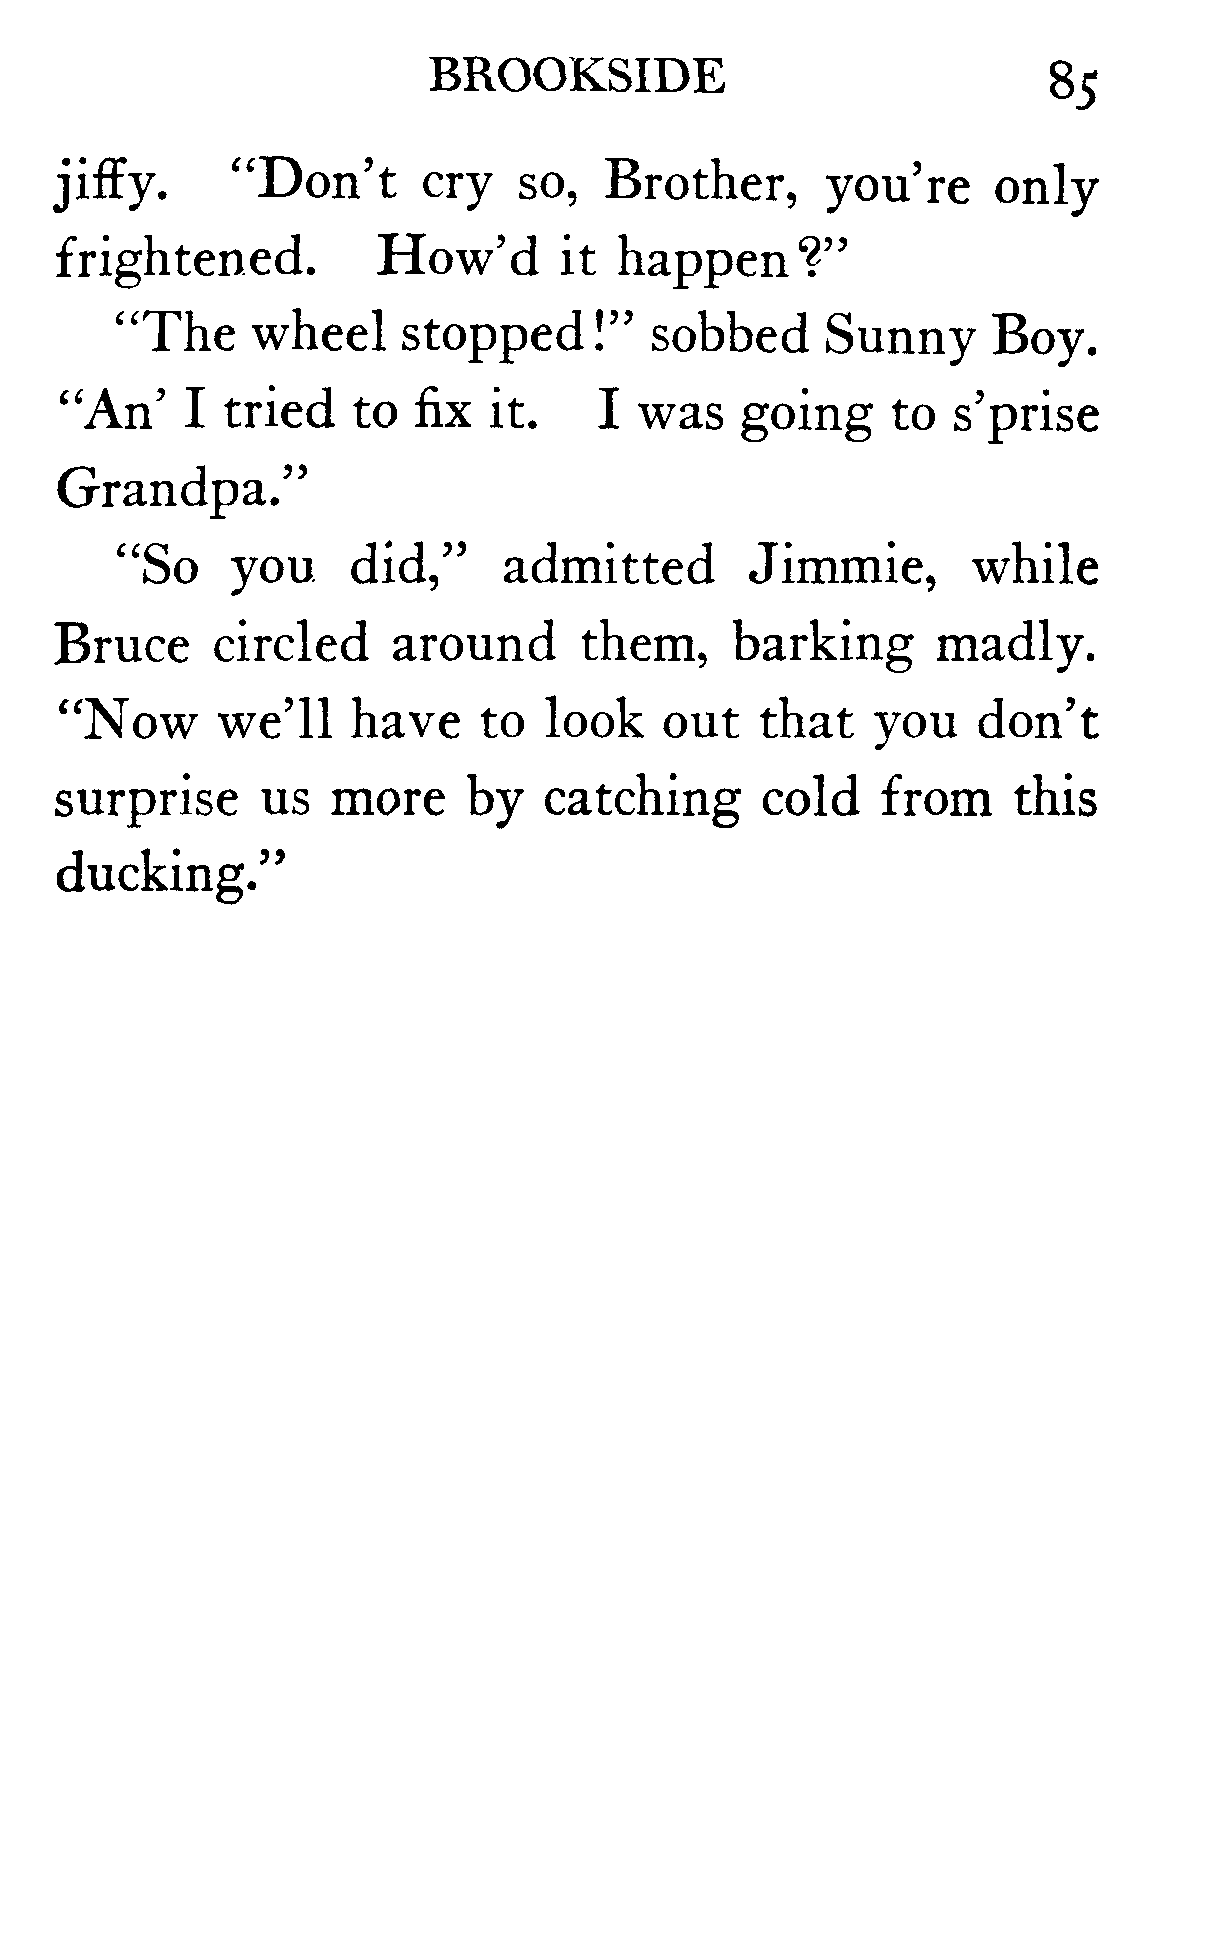 BROOKSIDE 85
jiffy. “Don’t cry so, Brother, you’re only
frightened. How’d it happen?”
“The wheel stopped!” sobbed Sunny Boy.
“An’ I tried to fix it. I was going to s’prise
Grandpa.”
“So you did,” admitted Jimmie, while
Bruce circled around them, barking madly.
“Now we’ll have to look out that you don’t
surprise us more by catching cold from this
ducking.”